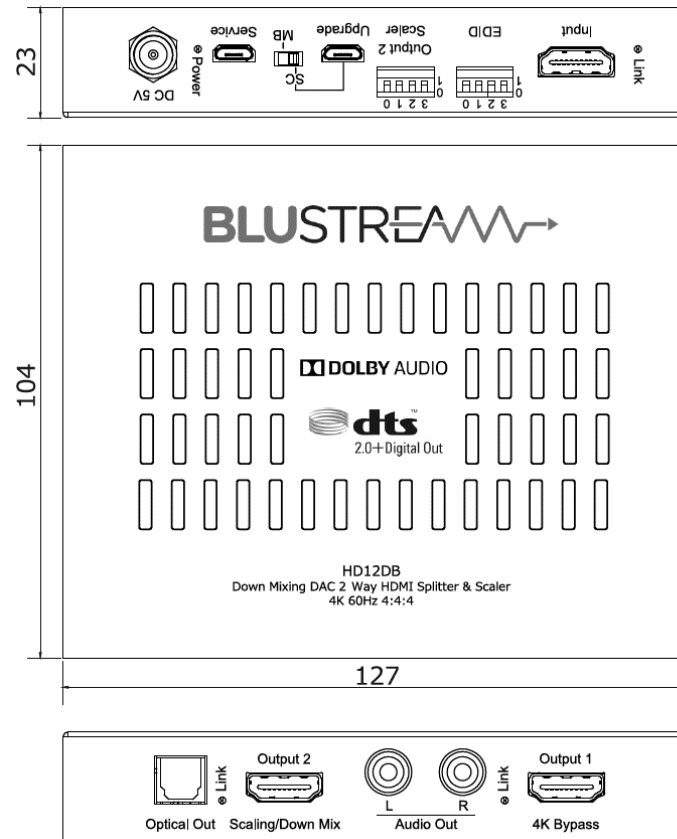 23
DC 5V
Power
Service
MB
SC
Upgrade
Output 2
Scaler
3 2 1 0
1
0
EDID
3 2 1 0
1
0
Input
Link
104
BLUSTREAM
DOLBY AUDIO
dts™
2.0+Digital Out
HD12DB
Down Mixing DAC 2 Way HDMI Splitter & Scaler
4K 60Hz 4:4:4
127
Optical Out
Link
Output 2
Scaling/Down Mix
L
R
Audio Out
Link
Output 1
4K Bypass